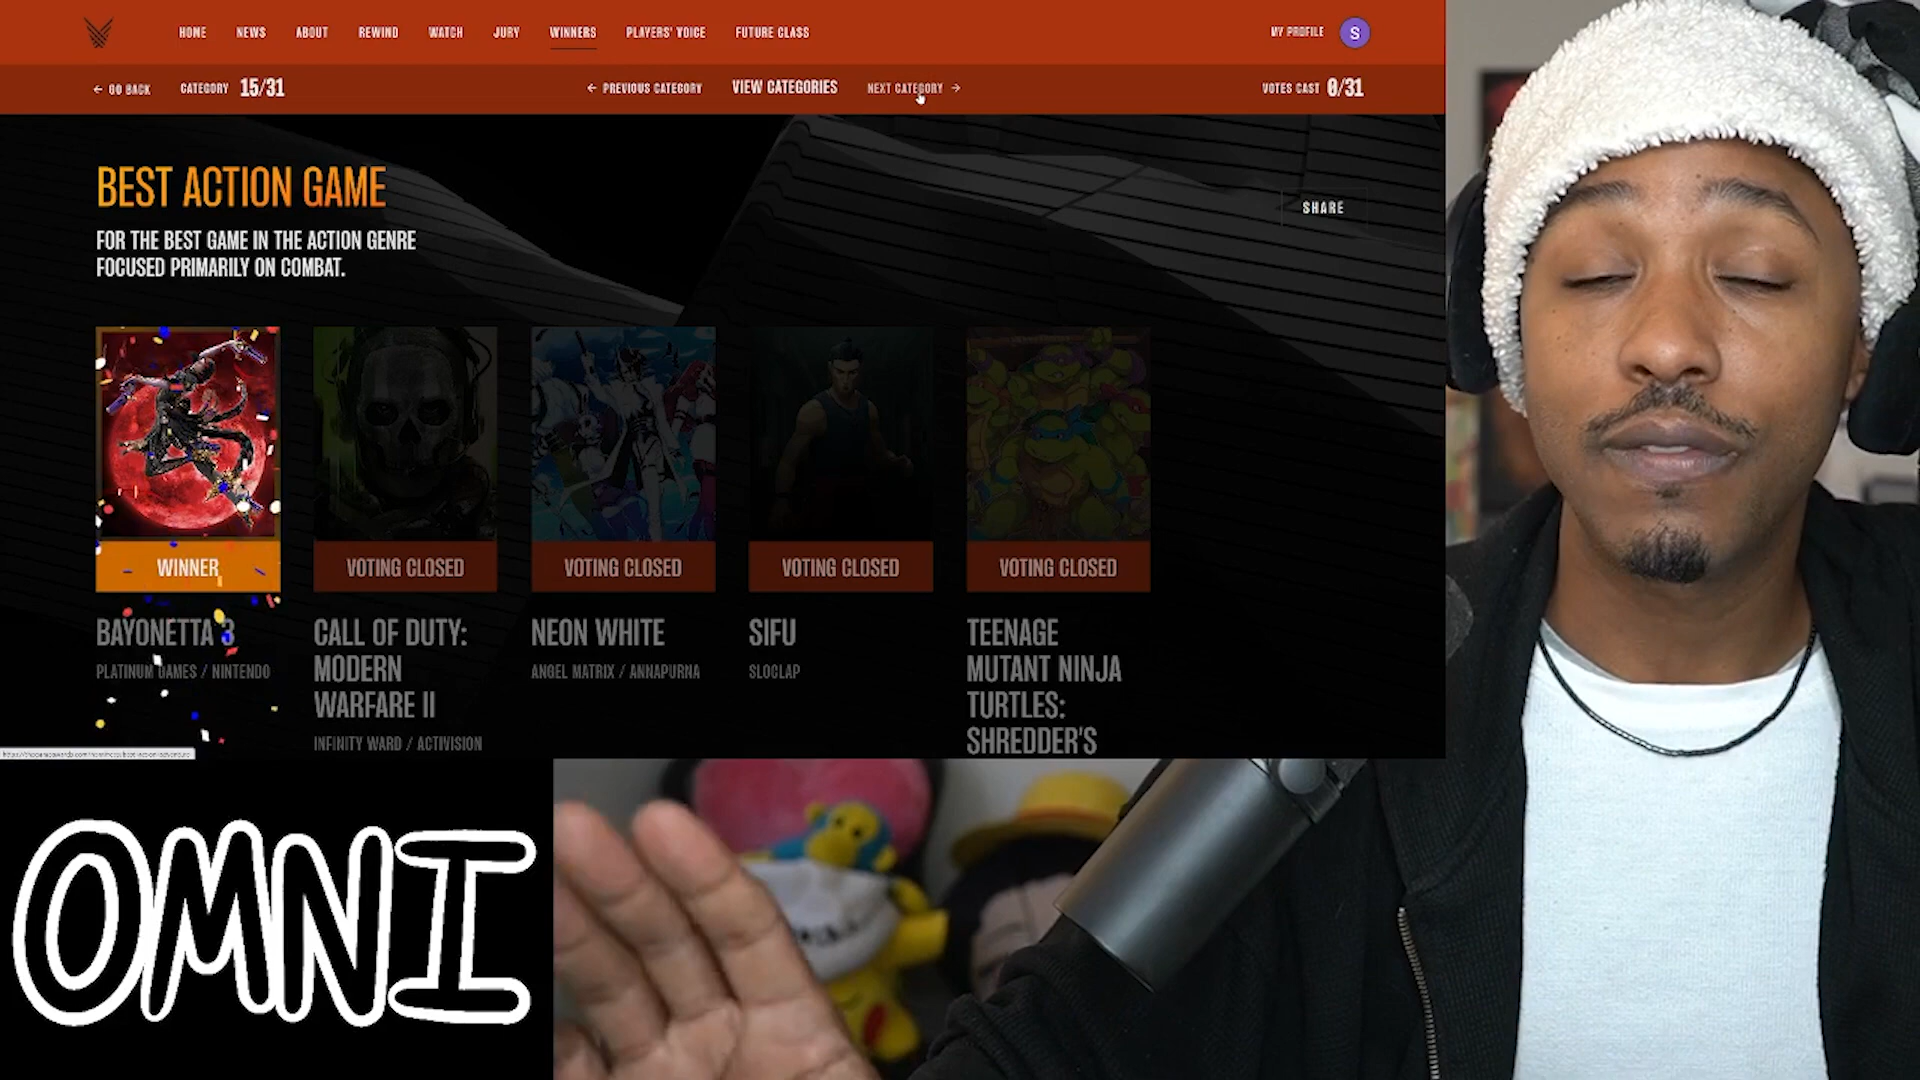 HOME NEWS ABOUT REWIND WATCH JURY WINNERS PLAYERS' VOICE FUTURE CLASS MY PROFILE S
← GO BACK CATEGORY 15/31 ← PREVIOUS CATEGORY VIEW CATEGORIES NEXT CATEGORY → VOTES CAST 0/31
BEST ACTION GAME
SHARE
FOR THE BEST GAME IN THE ACTION GENRE
FOCUSED PRIMARILY ON COMBAT.
WINNER
BAYONETTA 3
PLATINUM GAMES / NINTENDO
VOTING CLOSED
CALL OF DUTY:
MODERN
WARFARE II
INFINITY WARD / ACTIVISION
VOTING CLOSED
NEON WHITE
ANGEL MATRIX / ANNAPURNA
VOTING CLOSED
SIFU
SLOCLAP
VOTING CLOSED
TEENAGE
MUTANT NINJA
TURTLES:
SHREDDER'S
OMNI